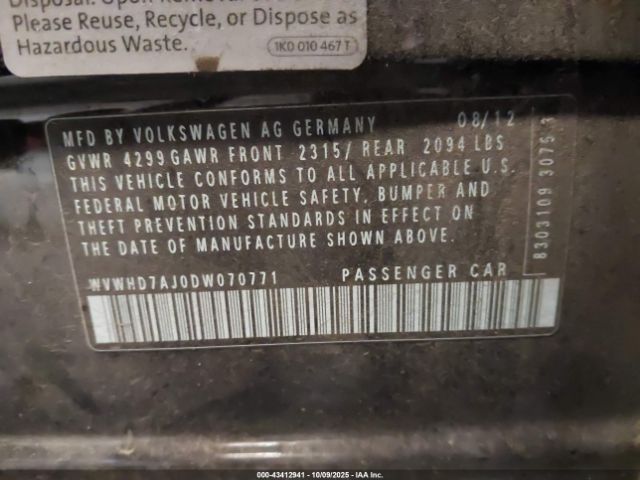 Disposal. Upon Removal
Please Reuse, Recycle, or Dispose as
Hazardous Waste.
1K0 010 467 T
MFD BY VOLKSWAGEN AG GERMANY 08/12
GVWR 4299 GAWR FRONT 2315/ REAR 2094 LBS
THIS VEHICLE CONFORMS TO ALL APPLICABLE U.S.
FEDERAL MOTOR VEHICLE SAFETY, BUMPER AND
THEFT PREVENTION STANDARDS IN EFFECT ON
THE DATE OF MANUFACTURE SHOWN ABOVE.
WVWHD7AJ0DW070771 PASSENGER CAR
8303109 3075 3
000-43412941 - 10/09/2025 - IAA Inc.